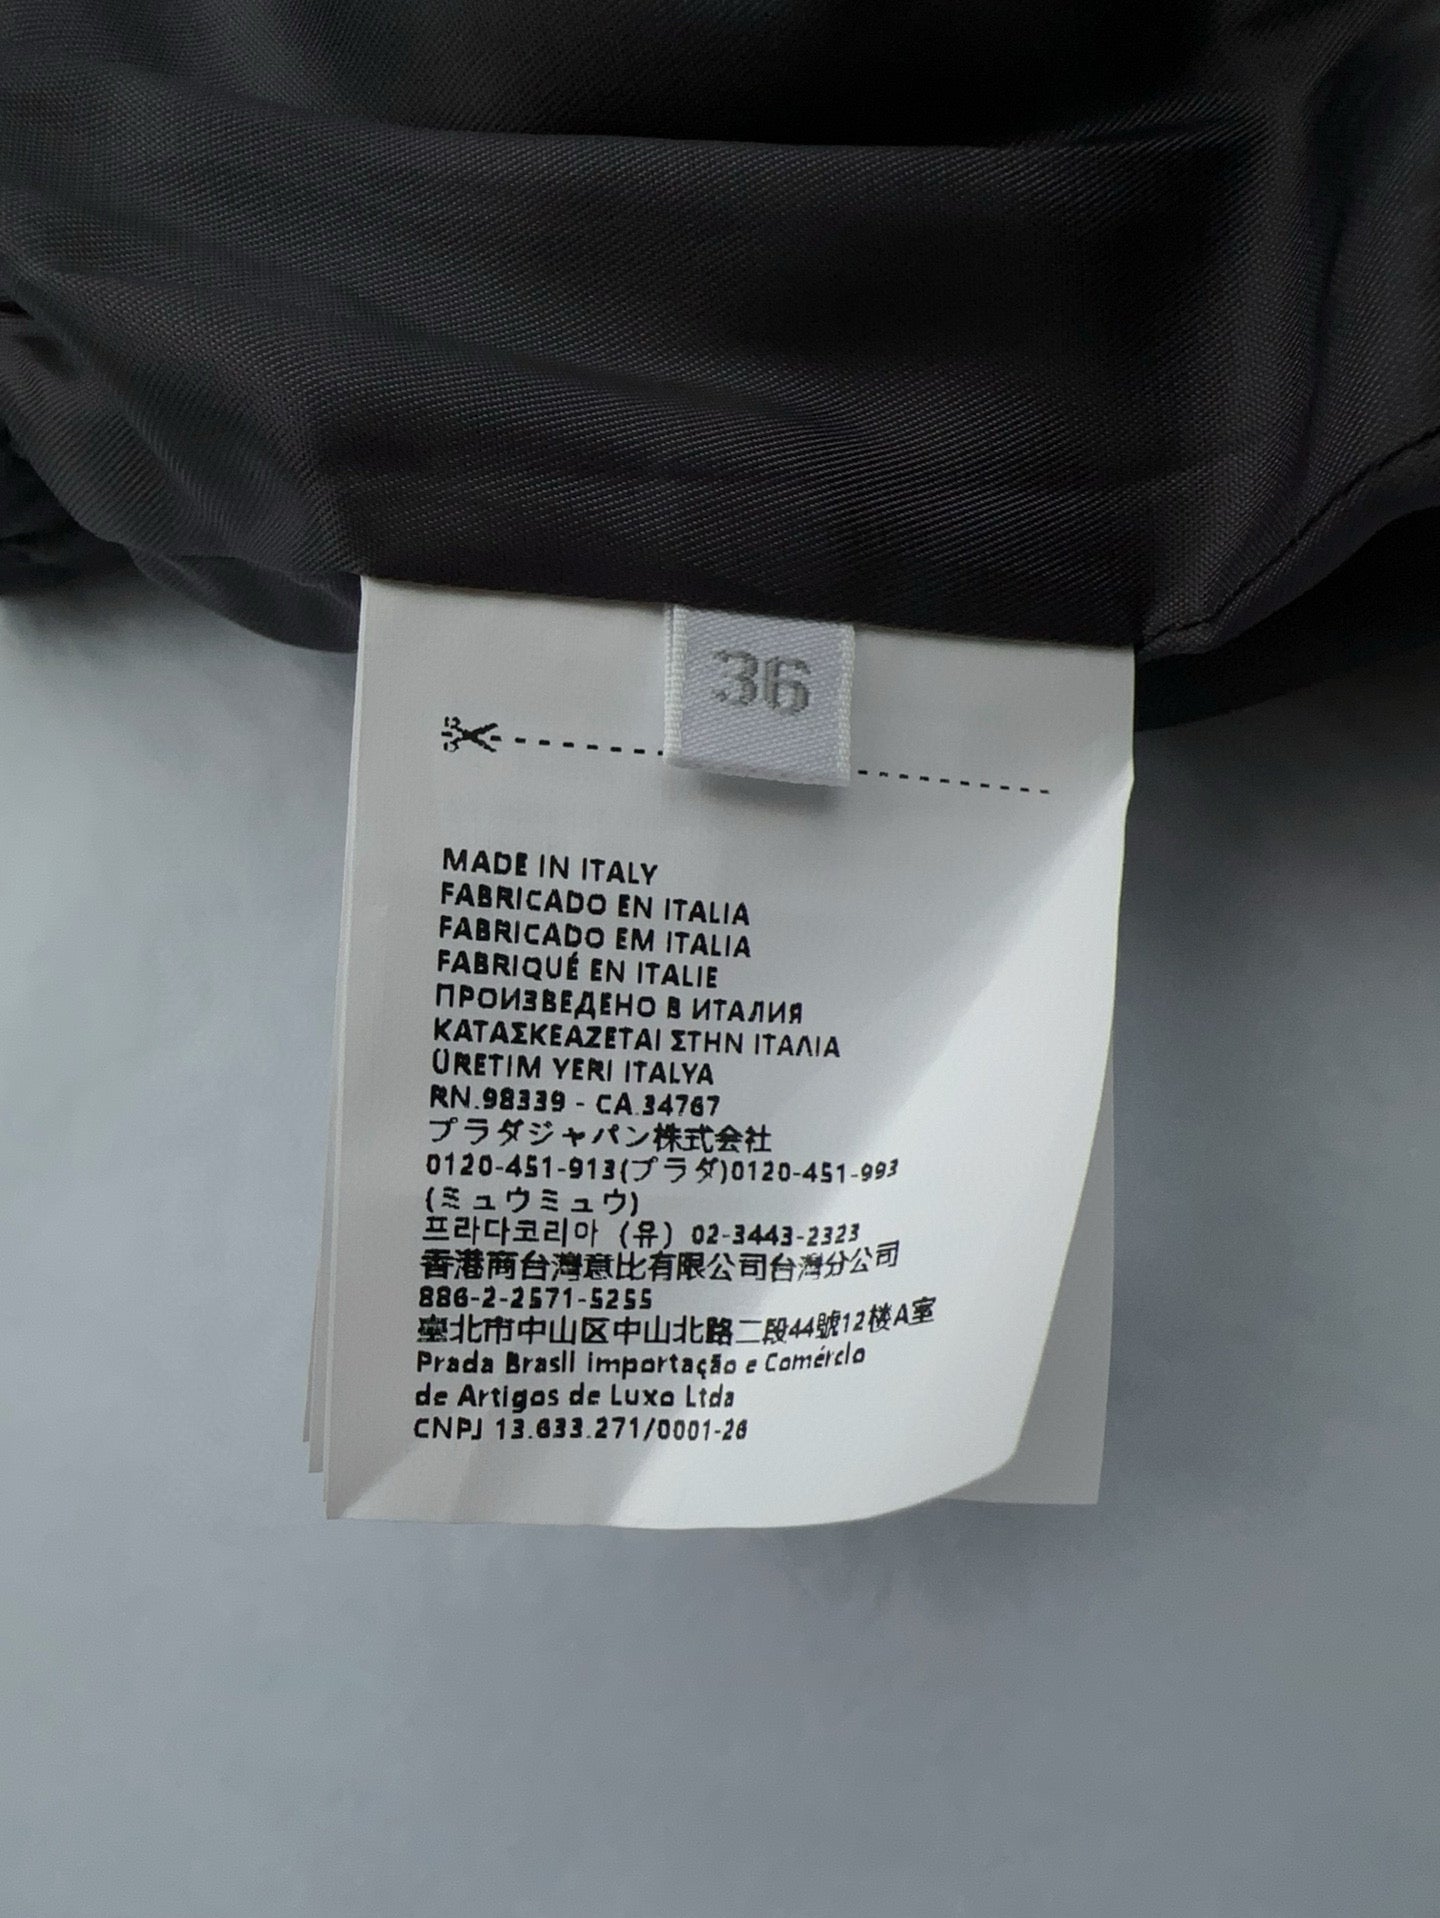 36
MADE IN ITALY
FABRICADO EN ITALIA
FABRICADO EM ITALIA
FABRIQUÉ EN ITALIE
ПРОИЗВЕДЕНО В ИТАЛИЯ
ΚΑΤΑΣΚΕΑΖΕΤΑΙ ΣΤΗΝ ΙΤΑΛΙΑ
ÜRETIM YERI ITALYA
RN.98339 - CA.34767
プラダジャパン株式会社
0120-451-913(プラダ)0120-451-993
(ミュウミュウ)
프라다코리아 (유) 02-3443-2323
香港商台灣意比有限公司台灣分公司
886-2-2571-5255
臺北市中山区中山北路二段44號12楼A室
Prada Brasil importação e Comércio
de Artigos de Luxo Ltda
CNPJ 13.633.271/0001-26